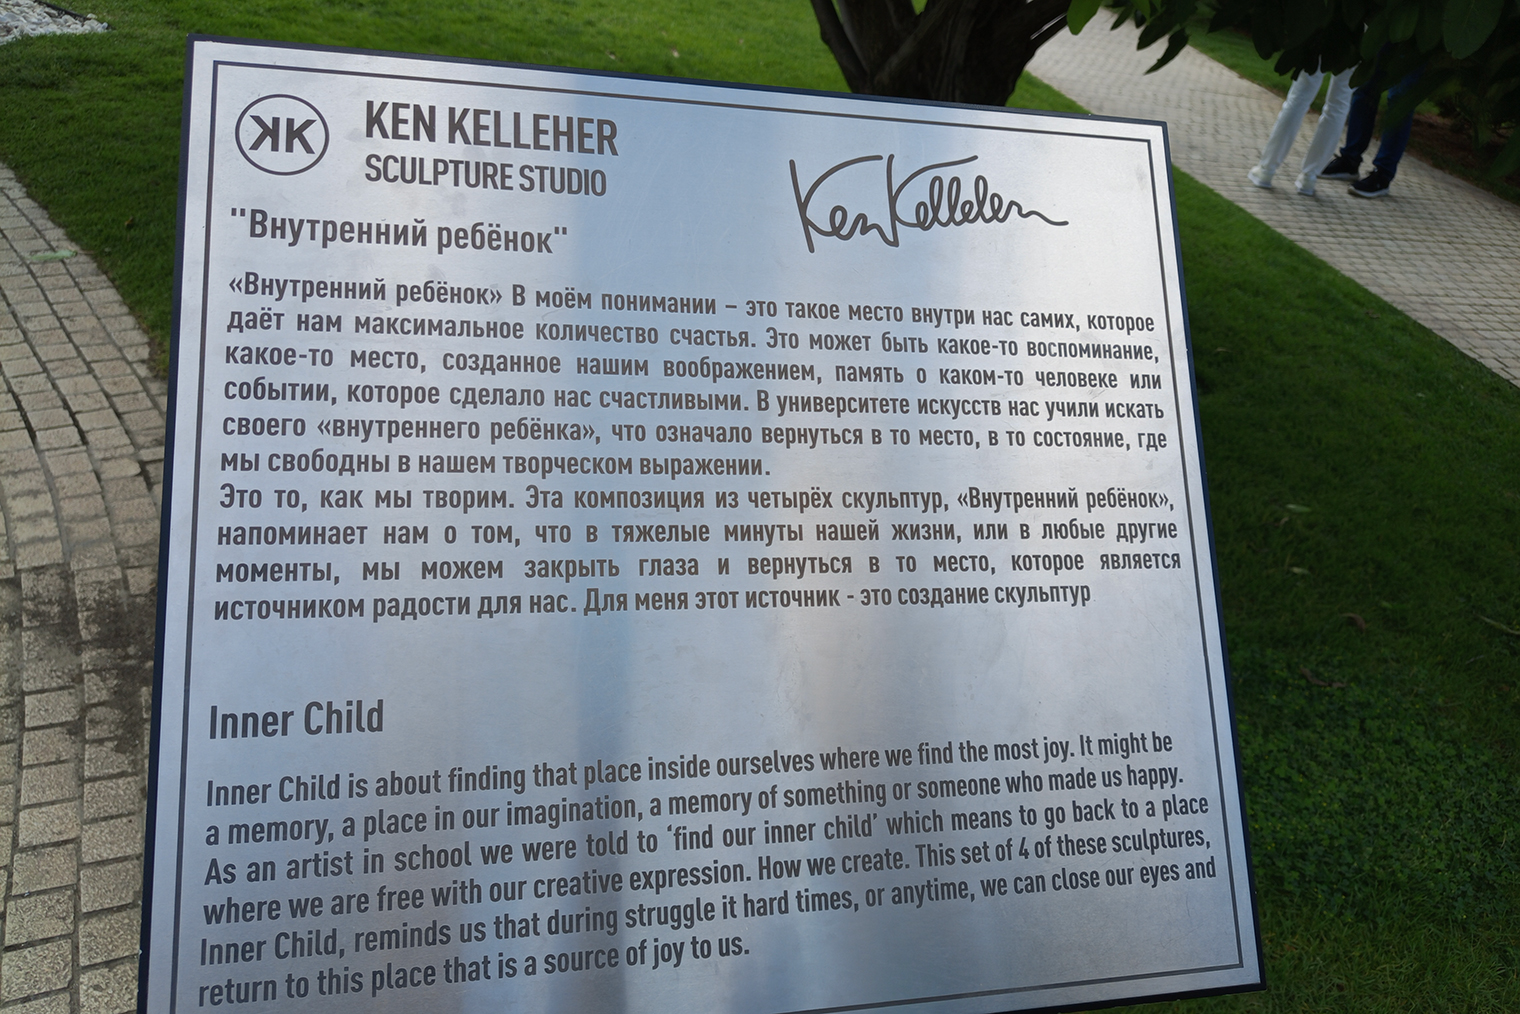 KK
KEN KELLEHER
SCULPTURE STUDIO
Ken Kelleher
"Внутренний ребёнок"
«Внутренний ребёнок» В моём понимании – это такое место внутри нас самих, которое
даёт нам максимальное количество счастья. Это может быть какое-то воспоминание,
какое-то место, созданное нашим воображением, память о каком-то человеке или
событии, которое сделало нас счастливыми. В университете искусств нас учили искать
своего «внутреннего ребёнка», что означало вернуться в то место, в то состояние, где
мы свободны в нашем творческом выражении.
Это то, как мы творим. Эта композиция из четырёх скульптур, «Внутренний ребёнок»,
напоминает нам о том, что в тяжелые минуты нашей жизни, или в любые другие
моменты, мы можем закрыть глаза и вернуться в то место, которое является
источником радости для нас. Для меня этот источник - это создание скульптур
Inner Child
Inner Child is about finding that place inside ourselves where we find the most joy. It might be
a memory, a place in our imagination, a memory of something or someone who made us happy.
As an artist in school we were told to ‘find our inner child’ which means to go back to a place
where we are free with our creative expression. How we create. This set of 4 of these sculptures,
Inner Child, reminds us that during struggle it hard times, or anytime, we can close our eyes and
return to this place that is a source of joy to us.